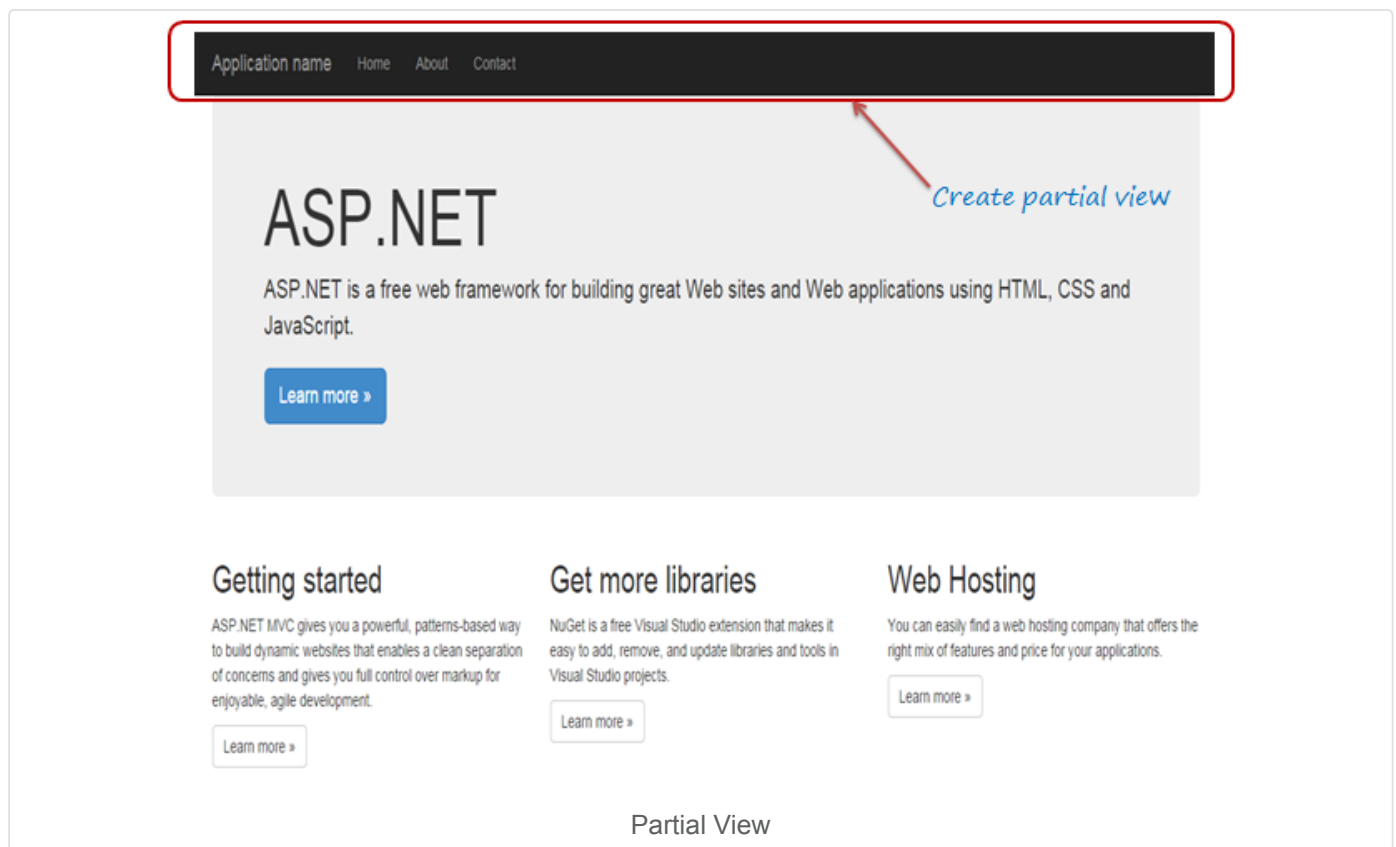 Application name Home About Contact
Create partial view
ASP.NET
ASP.NET is a free web framework for building great Web sites and Web applications using HTML, CSS and
JavaScript.
Learn more »
Getting started
ASP.NET MVC gives you a powerful, patterns-based way
to build dynamic websites that enables a clean separation
of concerns and gives you full control over markup for
enjoyable, agile development.
Learn more »
Get more libraries
NuGet is a free Visual Studio extension that makes it
easy to add, remove, and update libraries and tools in
Visual Studio projects.
Learn more »
Web Hosting
You can easily find a web hosting company that offers the
right mix of features and price for your applications.
Learn more »
Partial View